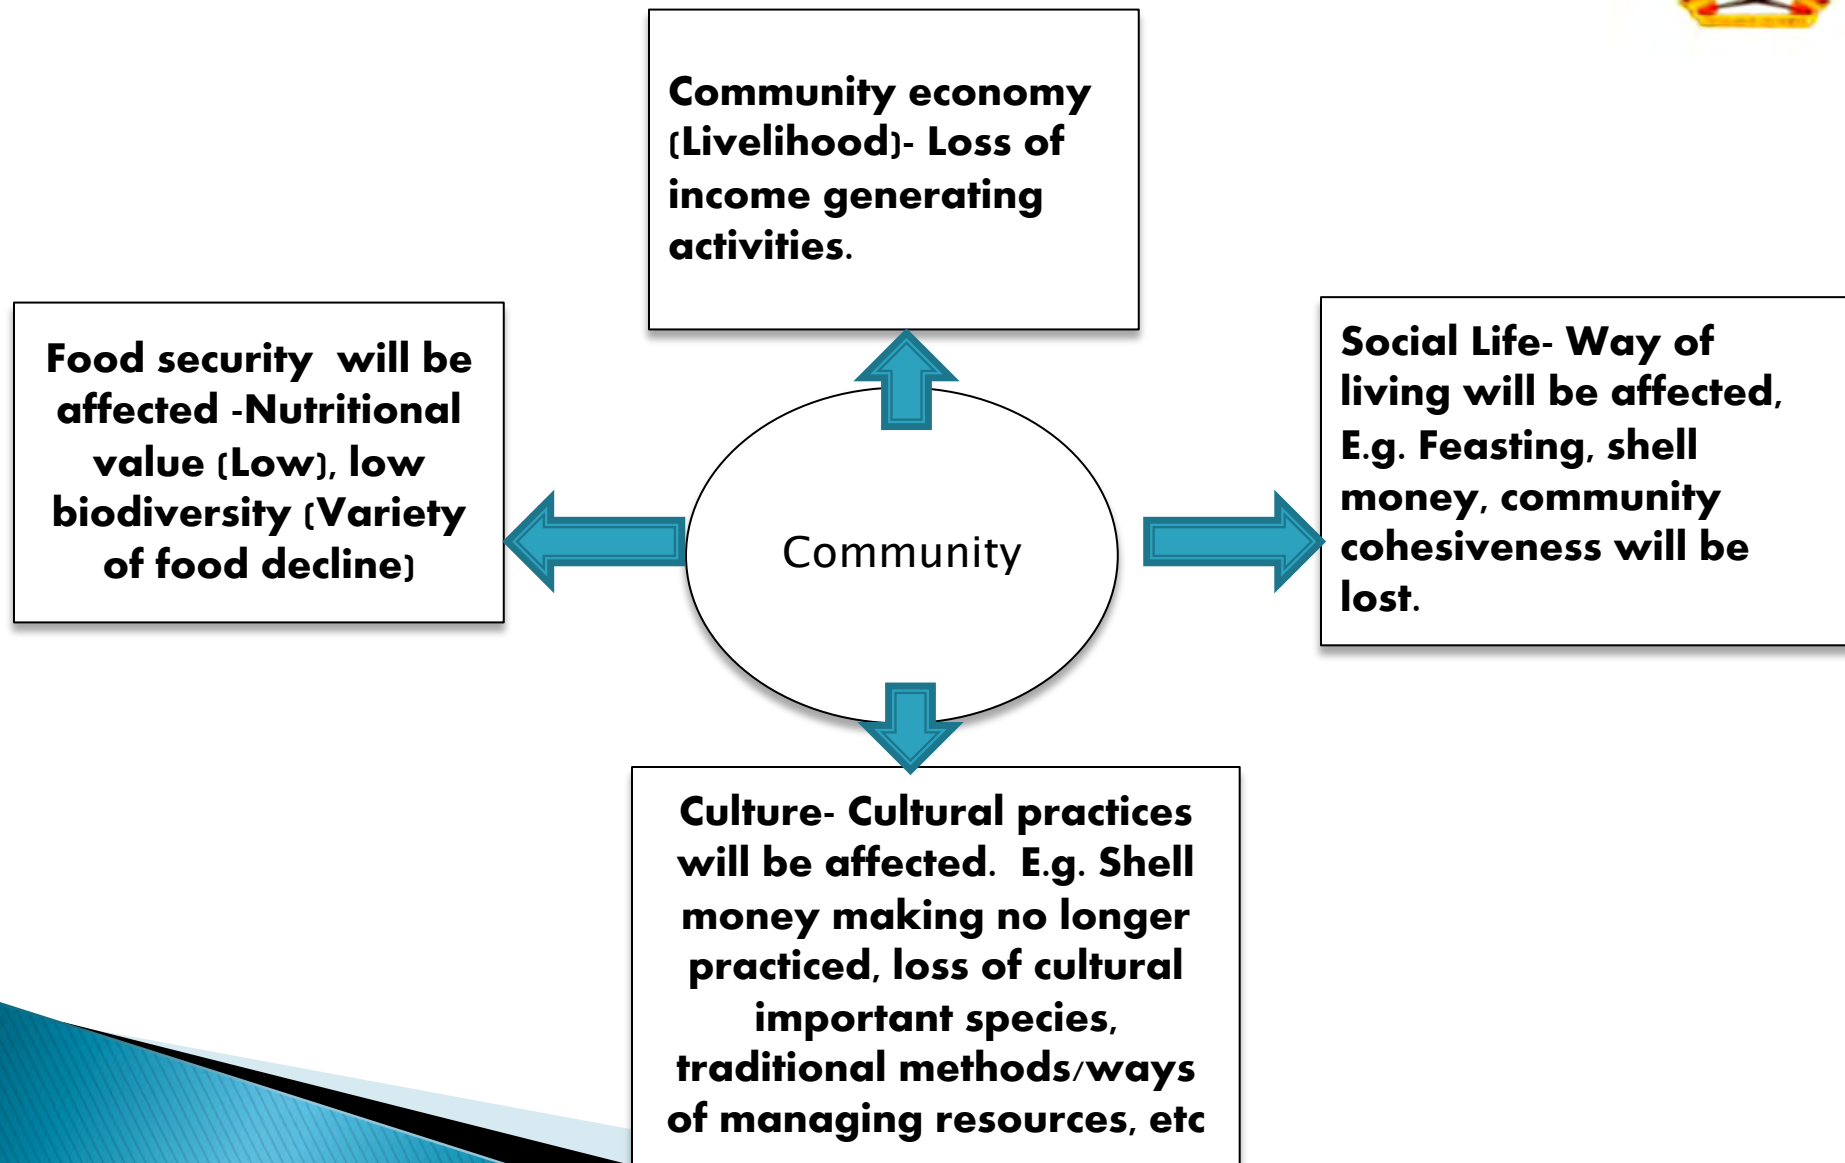 Community economy
(Livelihood)- Loss of
income generating
activities.
Food security  will be
affected -Nutritional
value (Low), low
biodiversity (Variety
of food decline)
Community
Social Life- Way of
living will be affected,
E.g. Feasting, shell
money, community
cohesiveness will be
lost.
Culture- Cultural practices
will be affected.  E.g. Shell
money making no longer
practiced, loss of cultural
important species,
traditional methods/ways
of managing resources, etc